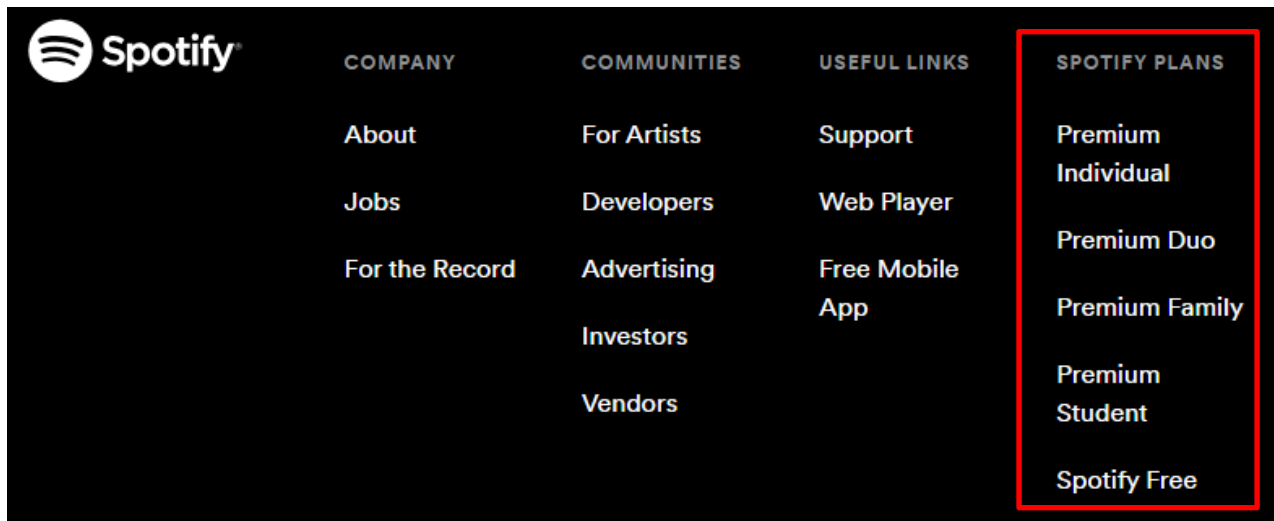 Spotify®
COMPANY
About
Jobs
For the Record
COMMUNITIES
For Artists
Developers
Advertising
Investors
Vendors
USEFUL LINKS
Support
Web Player
Free Mobile
App
SPOTIFY PLANS
Premium
Individual
Premium Duo
Premium Family
Premium
Student
Spotify Free